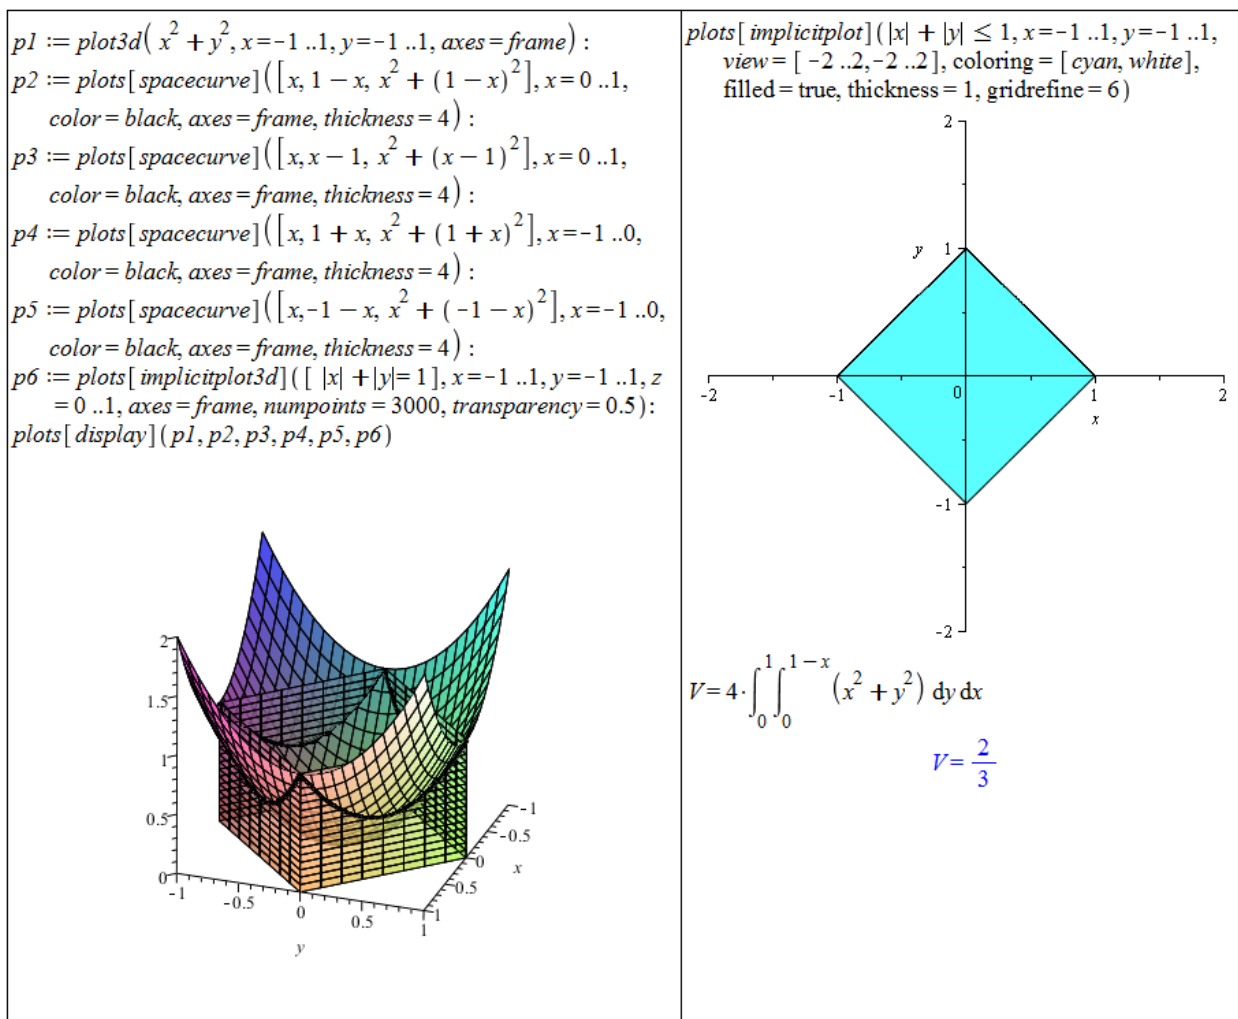 p1 := plot3d( x² + y², x = -1 ..1, y = -1 ..1, axes = frame) :
p2 := plots[spacecurve]([x, 1 − x, x² + (1 − x)²], x = 0 ..1,
color = black, axes = frame, thickness = 4) :
p3 := plots[spacecurve]([x, x − 1, x² + (x − 1)²], x = 0 ..1,
color = black, axes = frame, thickness = 4) :
p4 := plots[spacecurve]([x, 1 + x, x² + (1 + x)²], x = -1 ..0,
color = black, axes = frame, thickness = 4) :
p5 := plots[spacecurve]([x, -1 − x, x² + (-1 − x)²], x = -1 ..0,
color = black, axes = frame, thickness = 4) :
p6 := plots[implicitplot3d]([ |x| + |y| = 1], x = -1 ..1, y = -1 ..1, z
= 0 ..1, axes = frame, numpoints = 3000, transparency = 0.5):
plots[display](p1, p2, p3, p4, p5, p6)
2
1.5
1
0.5
0
-1
-0.5
0
0.5
1
y
-1
-0.5
0
0.5
1
x
plots[implicitplot](|x| + |y| ≤ 1, x = -1 ..1, y = -1 ..1,
view = [ -2 ..2, -2 ..2], coloring = [cyan, white],
filled = true, thickness = 1, gridrefine = 6)
2
y 1
-2 -1 0 1 2
x
-1
-2
V = 4·∫₀¹∫₀¹⁻ˣ (x² + y²) dy dx
V = 2/3